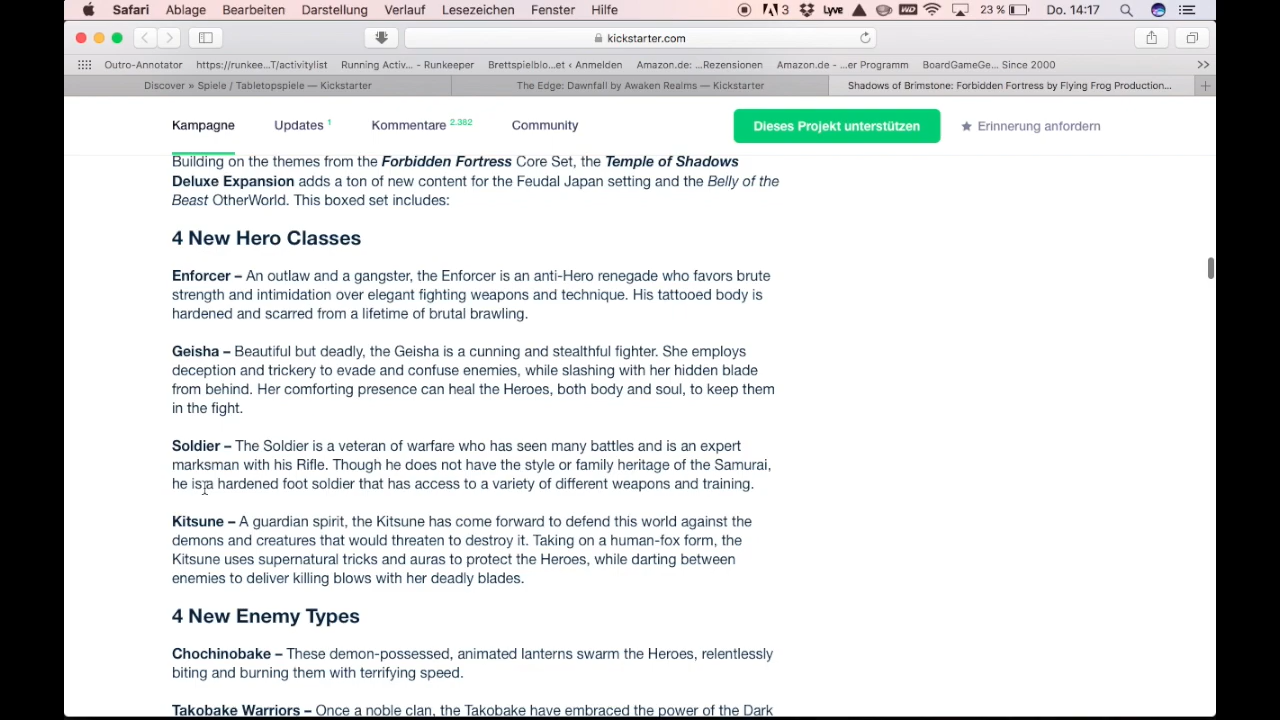 Safari Ablage Bearbeiten Darstellung Verlauf Lesezeichen Fenster Hilfe 3 Lyve WD 23 % Do. 14:17
kickstarter.com
Outro-Annotator https://runkee...T/activitylist Running Activ... - Runkeeper Brettspielblo...et ‹ Anmelden Amazon.de: ...Rezensionen Amazon.de - ...er Programm BoardGameGe... Since 2000 >>
Discover » Spiele / Tabletopspiele — Kickstarter The Edge: Dawnfall by Awaken Realms — Kickstarter Shadows of Brimstone: Forbidden Fortress by Flying Frog Production... +
Kampagne Updates 1 Kommentare 2.382 Community Dieses Projekt unterstützen Erinnerung anfordern
Building on the themes from the Forbidden Fortress Core Set, the Temple of Shadows
Deluxe Expansion adds a ton of new content for the Feudal Japan setting and the Belly of the
Beast OtherWorld. This boxed set includes:
4 New Hero Classes
Enforcer – An outlaw and a gangster, the Enforcer is an anti-Hero renegade who favors brute
strength and intimidation over elegant fighting weapons and technique. His tattooed body is
hardened and scarred from a lifetime of brutal brawling.
Geisha – Beautiful but deadly, the Geisha is a cunning and stealthful fighter. She employs
deception and trickery to evade and confuse enemies, while slashing with her hidden blade
from behind. Her comforting presence can heal the Heroes, both body and soul, to keep them
in the fight.
Soldier – The Soldier is a veteran of warfare who has seen many battles and is an expert
marksman with his Rifle. Though he does not have the style or family heritage of the Samurai,
he is a hardened foot soldier that has access to a variety of different weapons and training.
Kitsune – A guardian spirit, the Kitsune has come forward to defend this world against the
demons and creatures that would threaten to destroy it. Taking on a human-fox form, the
Kitsune uses supernatural tricks and auras to protect the Heroes, while darting between
enemies to deliver killing blows with her deadly blades.
4 New Enemy Types
Chochinobake – These demon-possessed, animated lanterns swarm the Heroes, relentlessly
biting and burning them with terrifying speed.
Takobake Warriors – Once a noble clan, the Takobake have embraced the power of the Dark